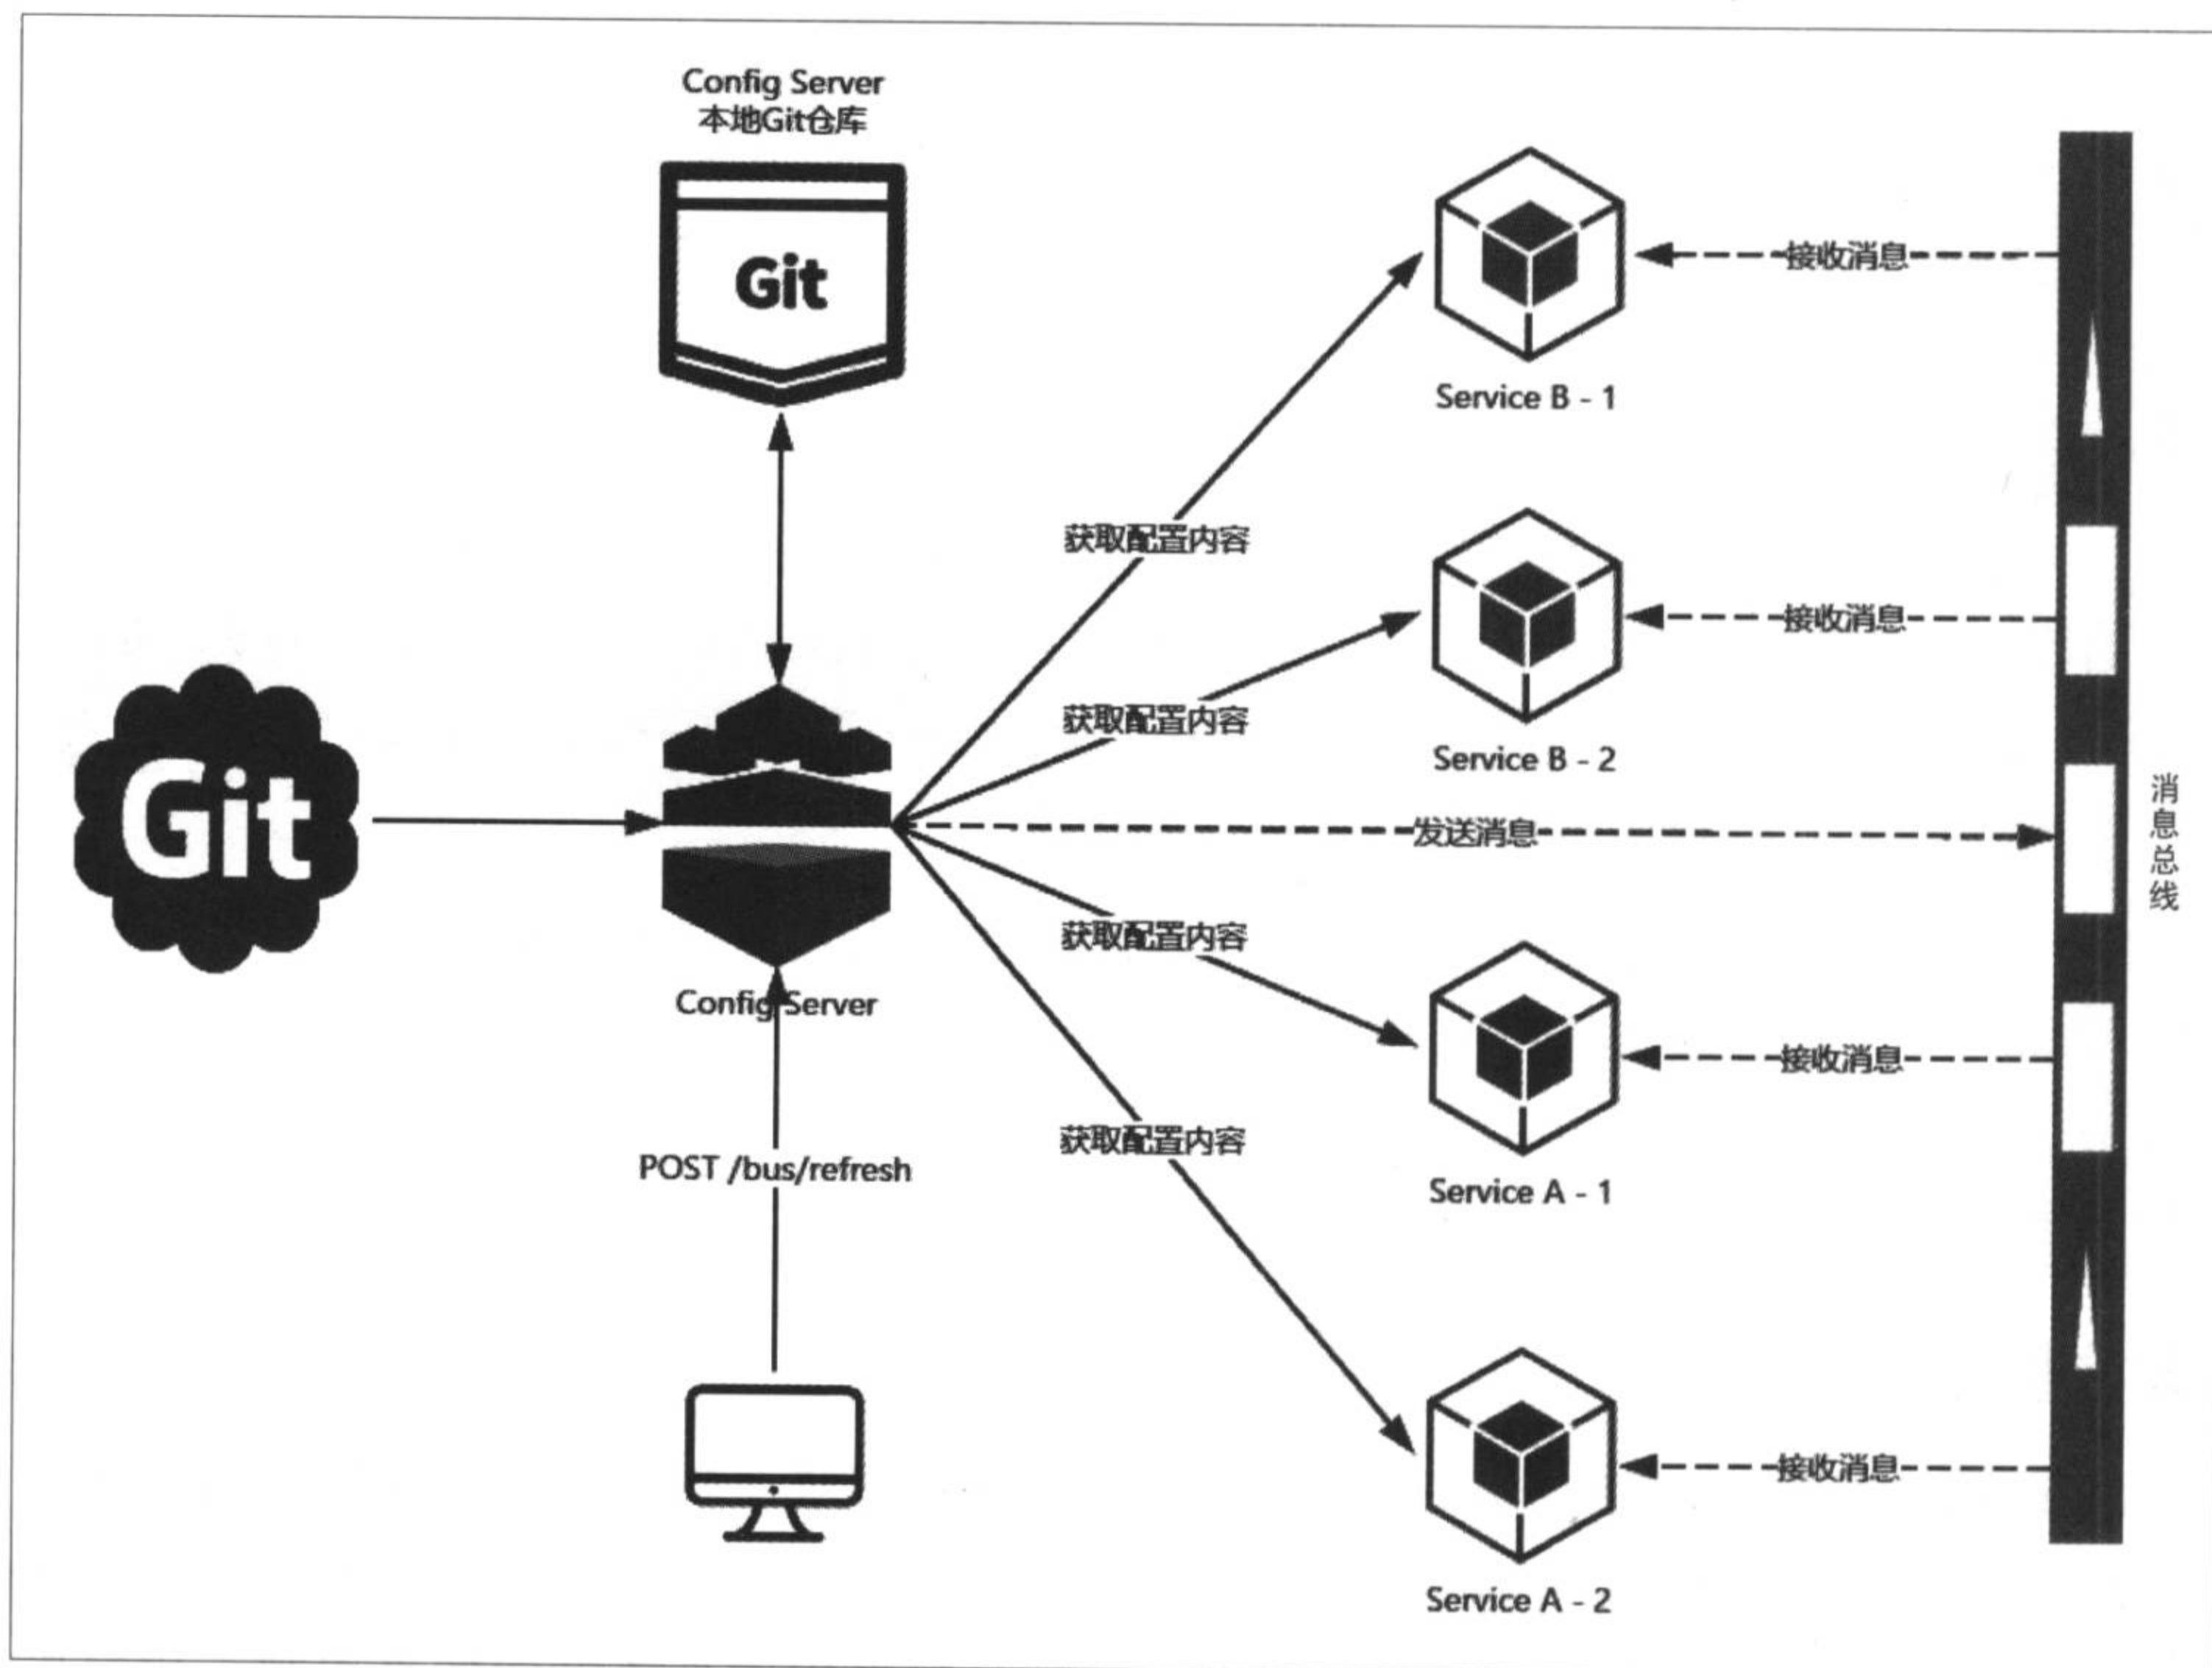 Config Server
本地Git仓库
Git
接收消息
Service B - 1
获取配置内容
接收消息
获取配置内容
Service B - 2
Git
发送消息
消息总线
获取配置内容
Config Server
接收消息
获取配置内容
POST /bus/refresh
Service A - 1
接收消息
Service A - 2